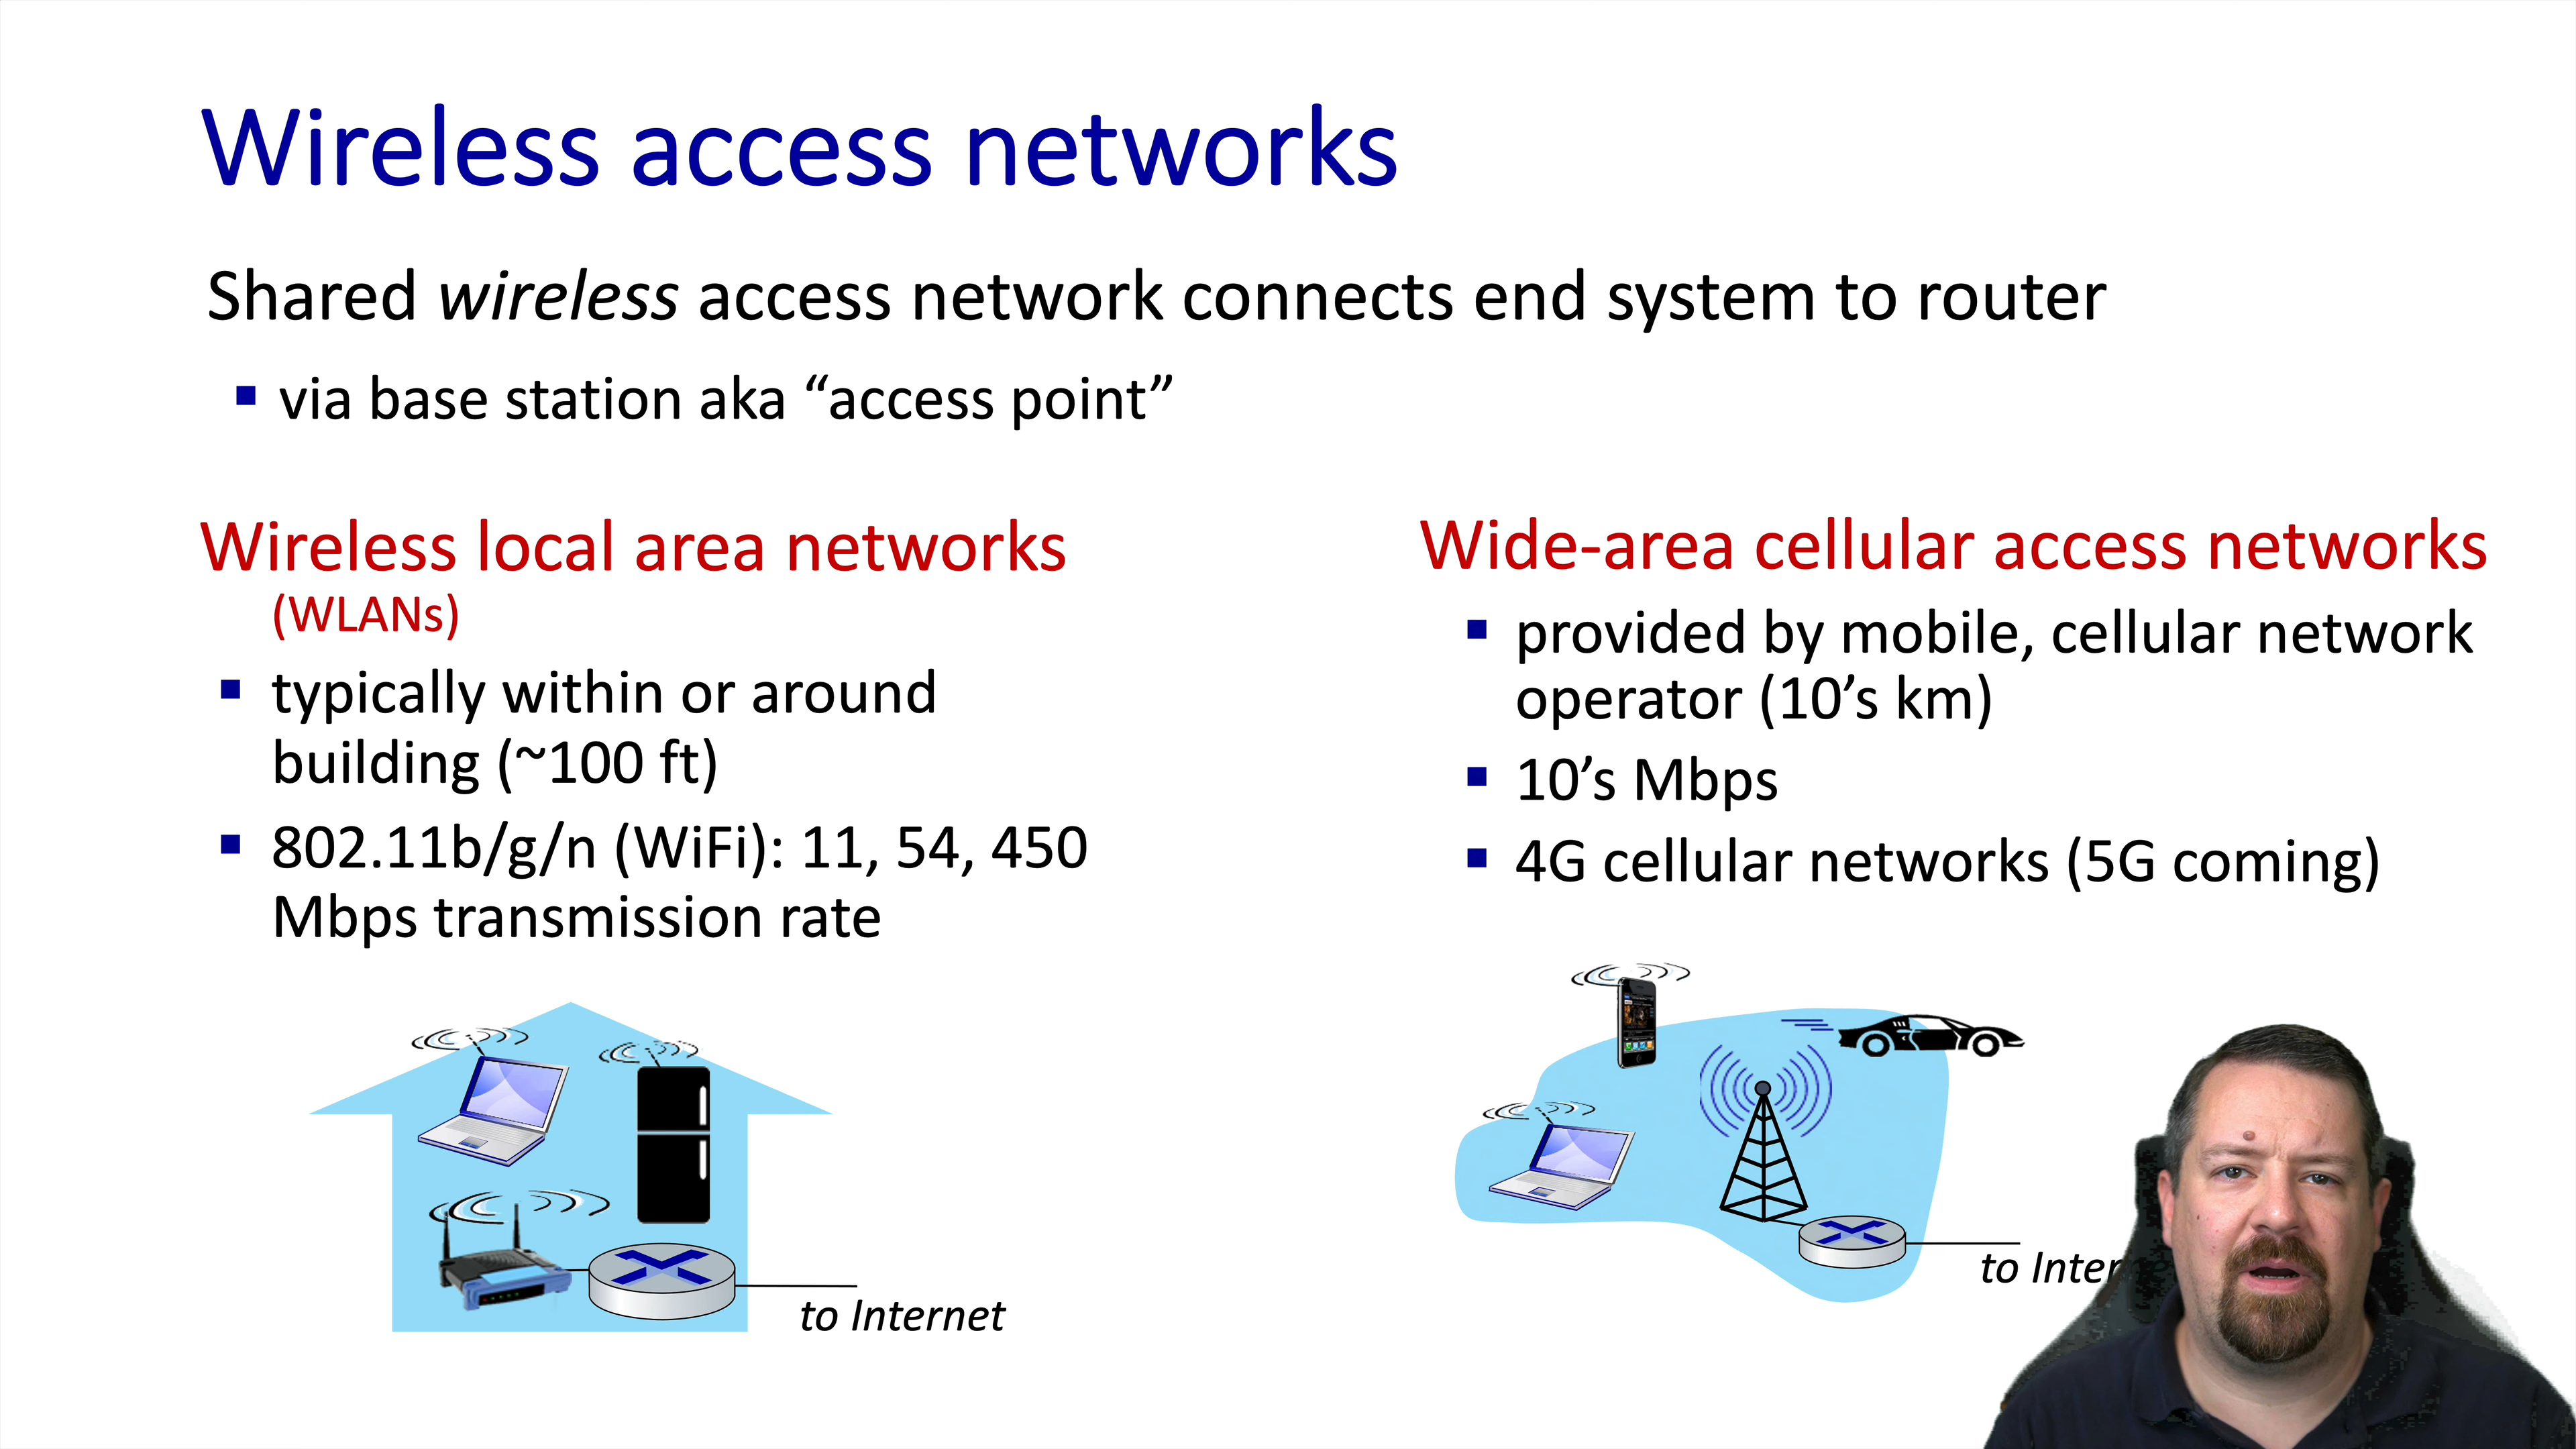 Wireless access networks
Shared wireless access network connects end system to router
▪ via base station aka “access point”
Wireless local area networks
(WLANs)
▪ typically within or around
building (~100 ft)
▪ 802.11b/g/n (WiFi): 11, 54, 450
Mbps transmission rate
to Internet
Wide-area cellular access networks
▪ provided by mobile, cellular network
operator (10’s km)
▪ 10’s Mbps
▪ 4G cellular networks (5G coming)
to Inter